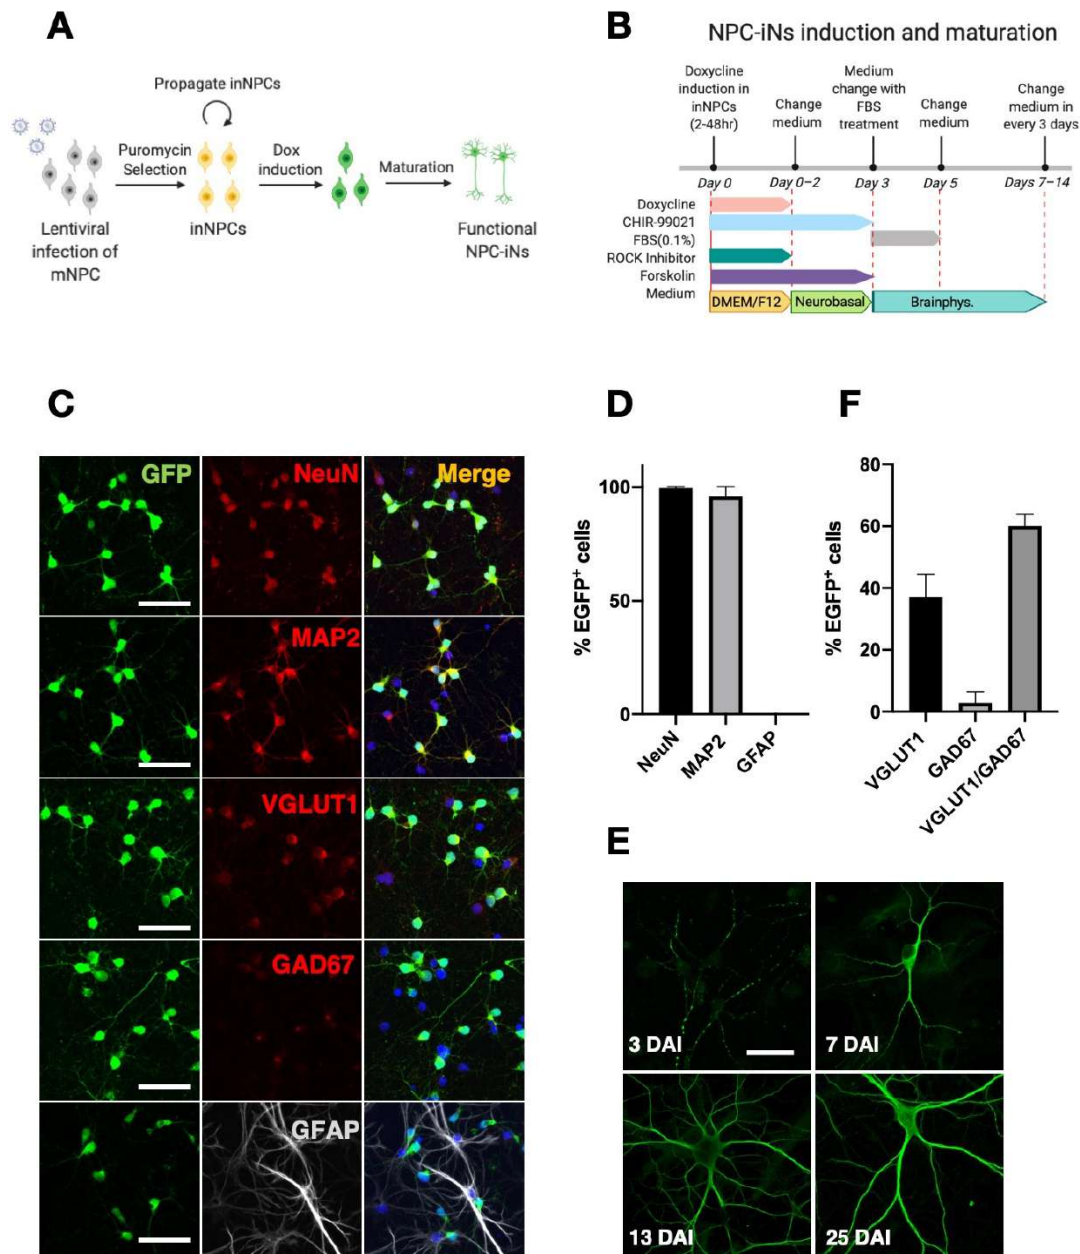 A
Propagate inNPCs
Puromycin
Selection
Dox
induction
Maturation
Lentiviral
infection of
mNPC
inNPCs
Functional
NPC-iNs
B
NPC-iNs induction and maturation
Doxycline
induction in
inNPCs
(2-48hr)
Change
medium
Medium
change with
FBS
treatment
Change
medium
Change
medium in
every 3 days
Day 0
Day 0–2
Day 3
Day 5
Days 7–14
Doxycline
CHIR-99021
FBS(0.1%)
ROCK Inhibitor
Forskolin
Medium
DMEM/F12
Neurobasal
Brainphys.
C
GFP
NeuN
Merge
MAP2
VGLUT1
GAD67
GFAP
D
% EGFP+ cells
100
50
0
NeuN
MAP2
GFAP
F
% EGFP+ cells
80
60
40
20
0
VGLUT1
GAD67
VGLUT1/GAD67
E
3 DAI
7 DAI
13 DAI
25 DAI